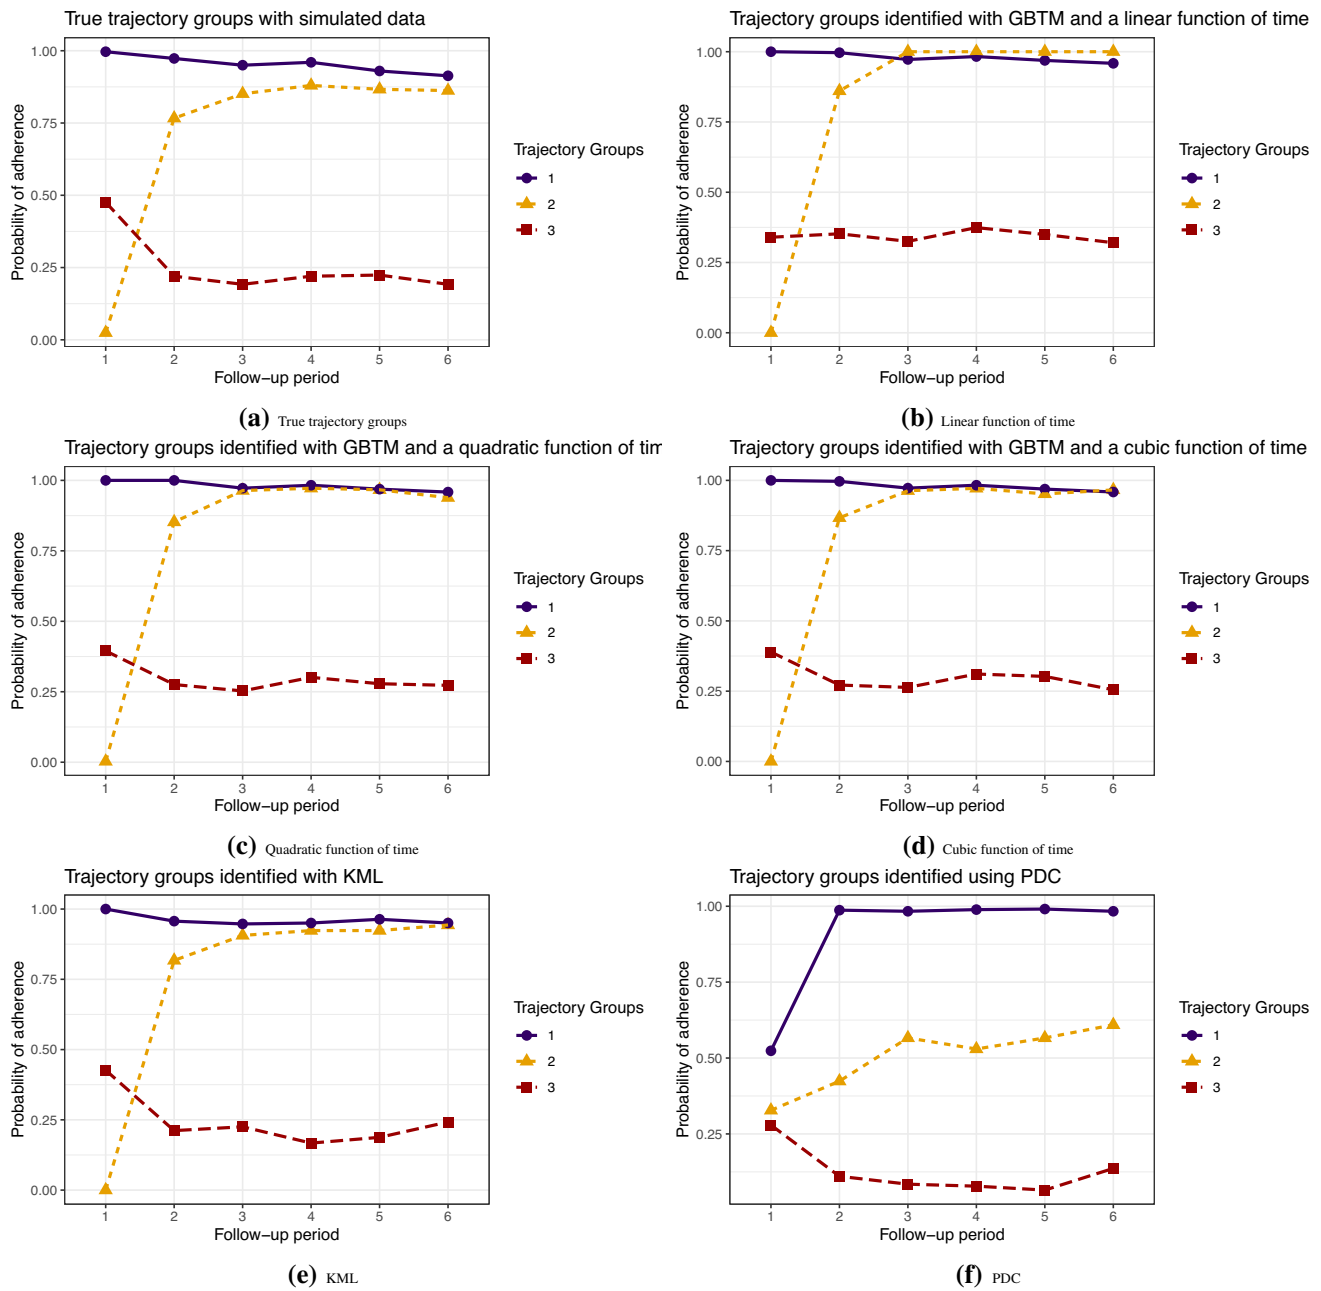 True trajectory groups with simulated data
Probability of adherence
1.00
0.75
0.50
0.25
0.00
1 2 3 4 5 6
Follow−up period
Trajectory Groups
1
2
3
(a) True trajectory groups
Trajectory groups identified with GBTM and a linear function of time
Probability of adherence
1.00
0.75
0.50
0.25
0.00
1 2 3 4 5 6
Follow−up period
Trajectory Groups
1
2
3
(b) Linear function of time
Trajectory groups identified with GBTM and a quadratic function of tim
Probability of adherence
1.00
0.75
0.50
0.25
0.00
1 2 3 4 5 6
Follow−up period
Trajectory Groups
1
2
3
(c) Quadratic function of time
Trajectory groups identified with GBTM and a cubic function of time
Probability of adherence
1.00
0.75
0.50
0.25
0.00
1 2 3 4 5 6
Follow−up period
Trajectory Groups
1
2
3
(d) Cubic function of time
Trajectory groups identified with KML
Probability of adherence
1.00
0.75
0.50
0.25
0.00
1 2 3 4 5 6
Follow−up period
Trajectory Groups
1
2
3
(e) KML
Trajectory groups identified using PDC
Probability of adherence
1.00
0.75
0.50
0.25
1 2 3 4 5 6
Follow−up period
Trajectory Groups
1
2
3
(f) PDC